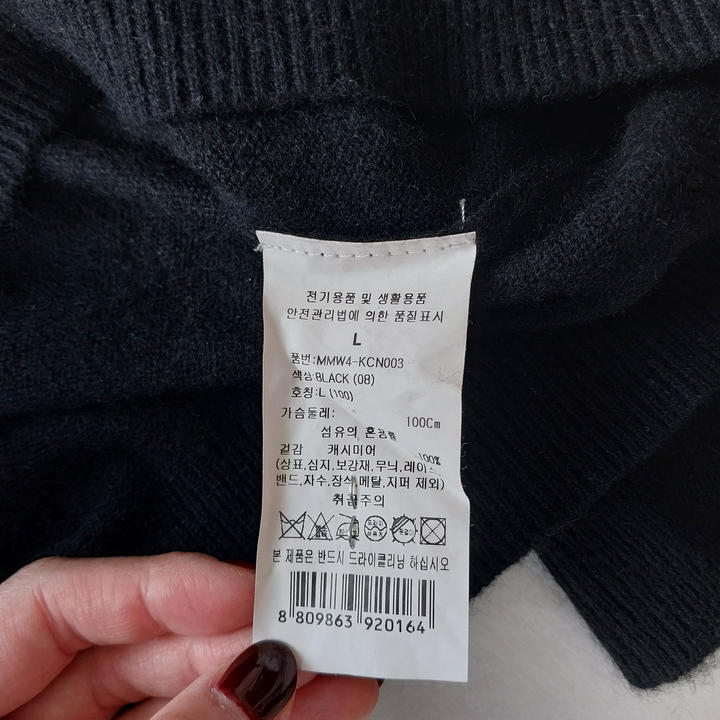 전기용품 및 생활용품
안전관리법에 의한 품질표시
L
품번:MMW4-KCN003
색상:BLACK (08)
호칭:L (100)
가슴둘레: 100Cm
섬유의 혼용률
겉감 캐시미어 100%
(상표,심지,보강재,무늬,레이스,
밴드,자수,장식,메탈,지퍼 제외)
취급주의
드라이
본 제품은 반드시 드라이클리닝 하십시오
8 809863 920164